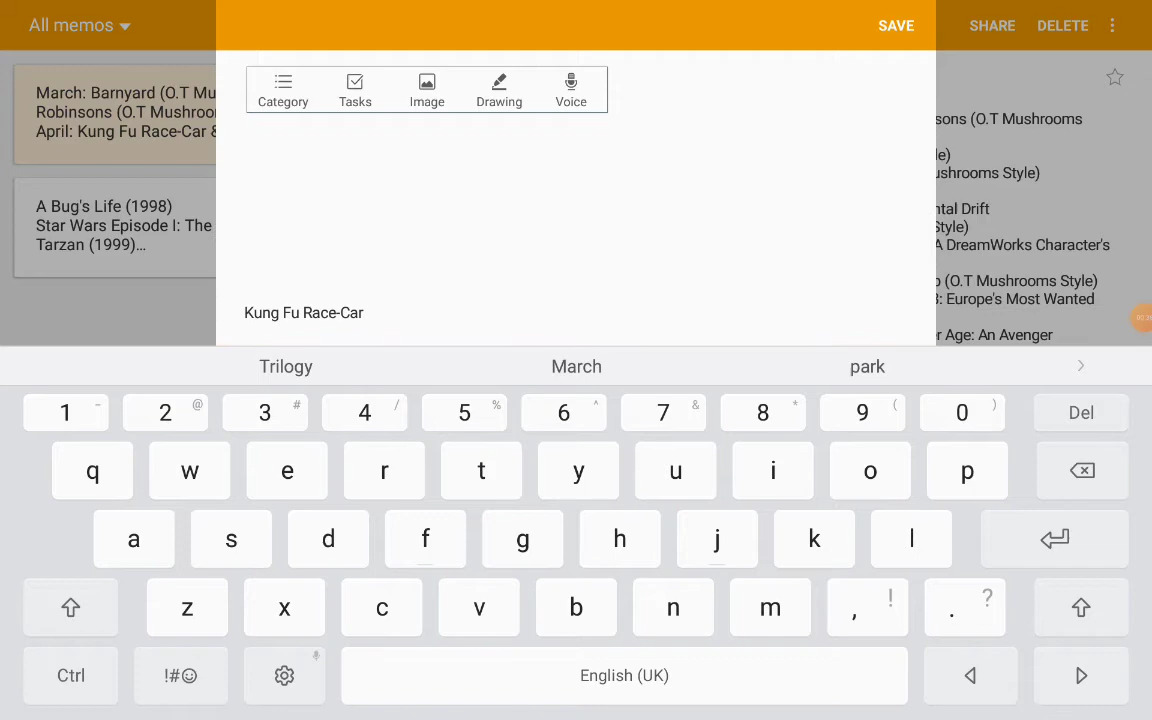 All memos
SAVE
SHARE
DELETE
Category
Tasks
Image
Drawing
Voice
March: Barnyard (O.T Mu
Robinsons (O.T Mushroo
April: Kung Fu Race-Car &
A Bug's Life (1998)
Star Wars Episode I: The
Tarzan (1999)...
sons (O.T Mushrooms
le)
ushrooms Style)
ntal Drift
Style)
A DreamWorks Character's
o (O.T Mushrooms Style)
3: Europe's Most Wanted
r Age: An Avenger
Kung Fu Race-Car
Trilogy March park
1 - 2 @ 3 # 4 / 5 % 6 ^ 7 & 8 * 9 ( 0 ) Del
q w e r t y u i o p
a s d f g h j k l
z x c v b n m , ! . ?
Ctrl !#☺ English (UK)